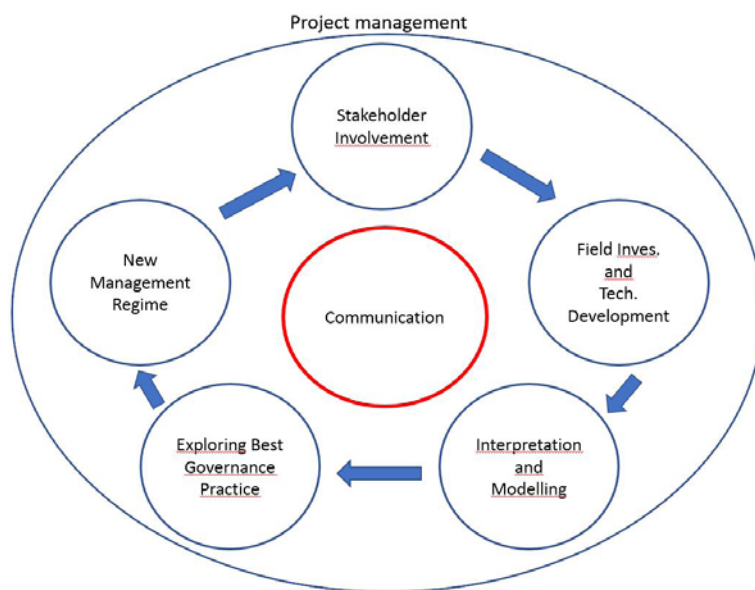 Project management
Stakeholder
Involvement
Field Inves.
and
Tech.
Development
Interpretation
and
Modelling
Exploring Best
Governance
Practice
New
Management
Regime
Communication